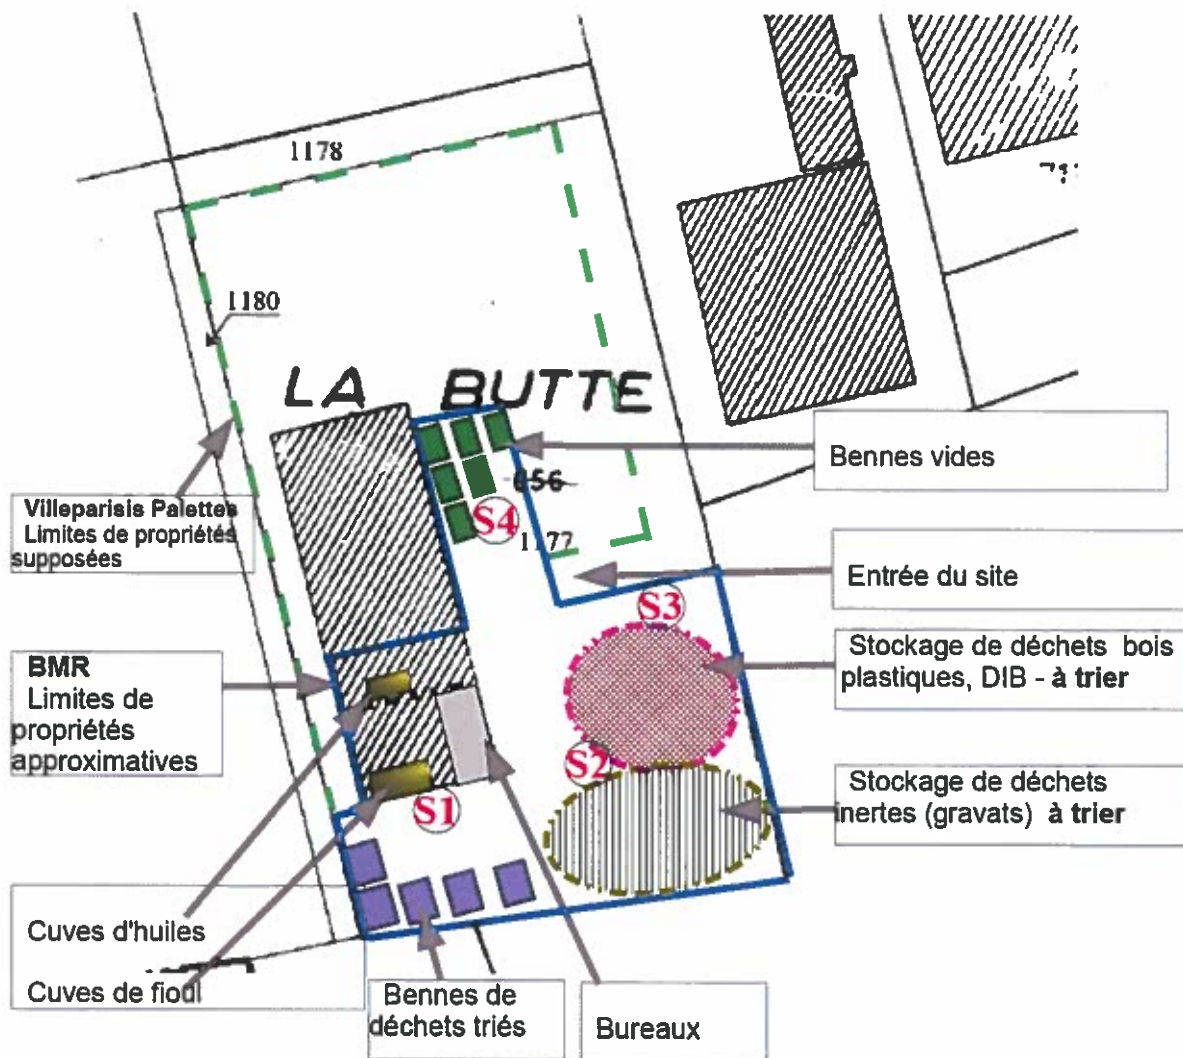 1178
1180
LA BUTTE
Bennes vides
Villeparisis Palettes
Limites de propriétés
supposées
S4
1177
Entrée du site
S3
BMR
Limites de
propriétés
approximatives
Stockage de déchets bois
plastiques, DIB - à trier
S2
S1
Stockage de déchets
inertes (gravats) à trier
Cuves d'huiles
Cuves de fioul
Bennes de
déchets triés
Bureaux